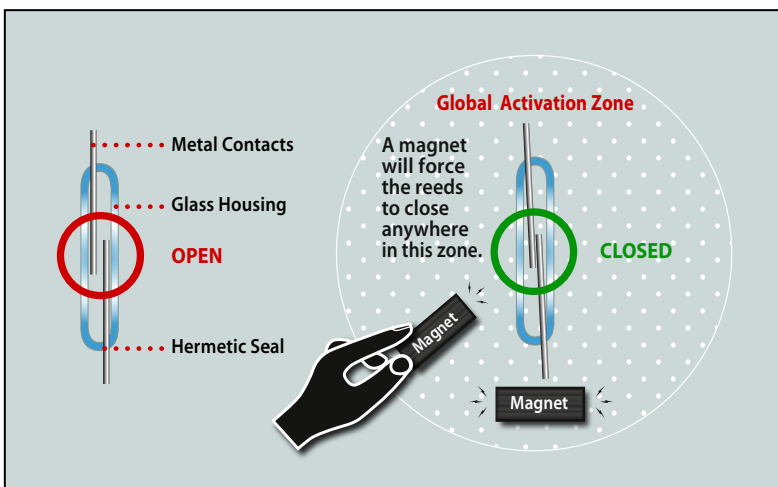 Metal Contacts
Glass Housing
OPEN
Hermetic Seal
Global Activation Zone
A magnet
will force
the reeds
to close
anywhere
in this zone.
CLOSED
Magnet
Magnet